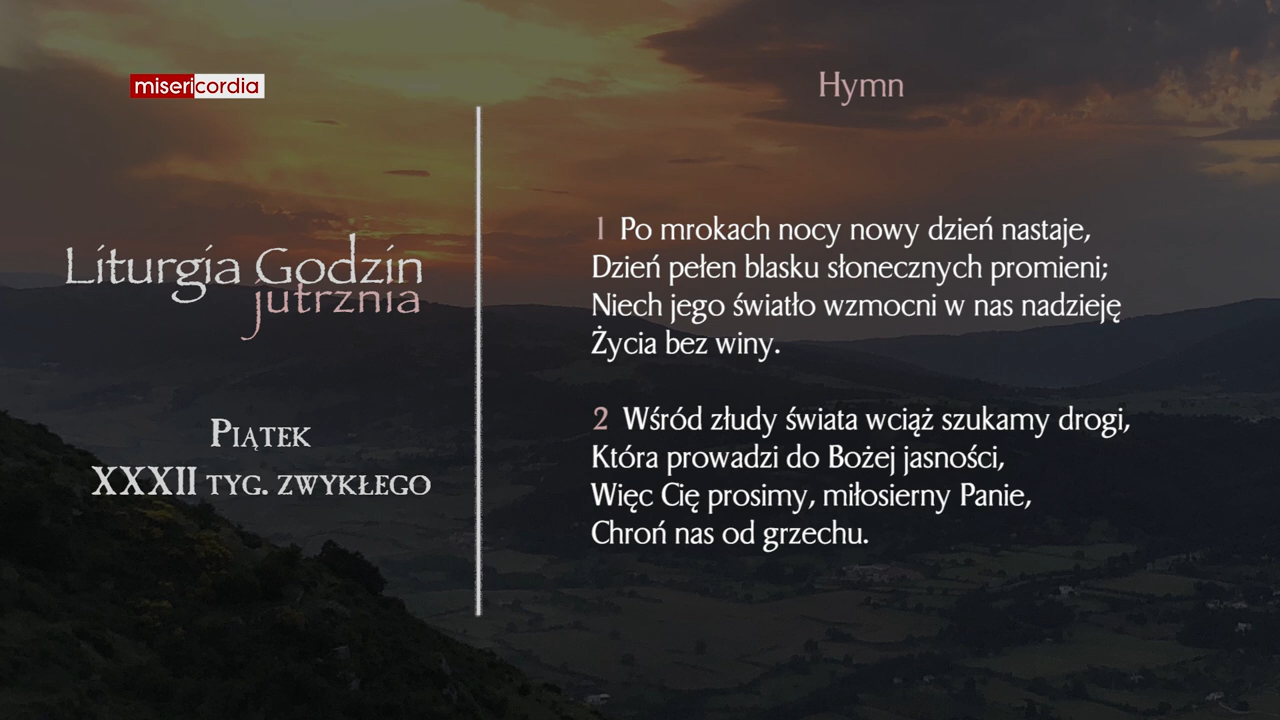 misericordia
Liturgia Godzin
jutrznia
Piątek
XXXII tyg. zwykłego
Hymn
1 Po mrokach nocy nowy dzień nastaje,
Dzień pełen blasku słonecznych promieni;
Niech jego światło wzmocni w nas nadzieję
Życia bez winy.
2 Wśród złudy świata wciąż szukamy drogi,
Która prowadzi do Bożej jasności,
Więc Cię prosimy, miłosierny Panie,
Chroń nas od grzechu.